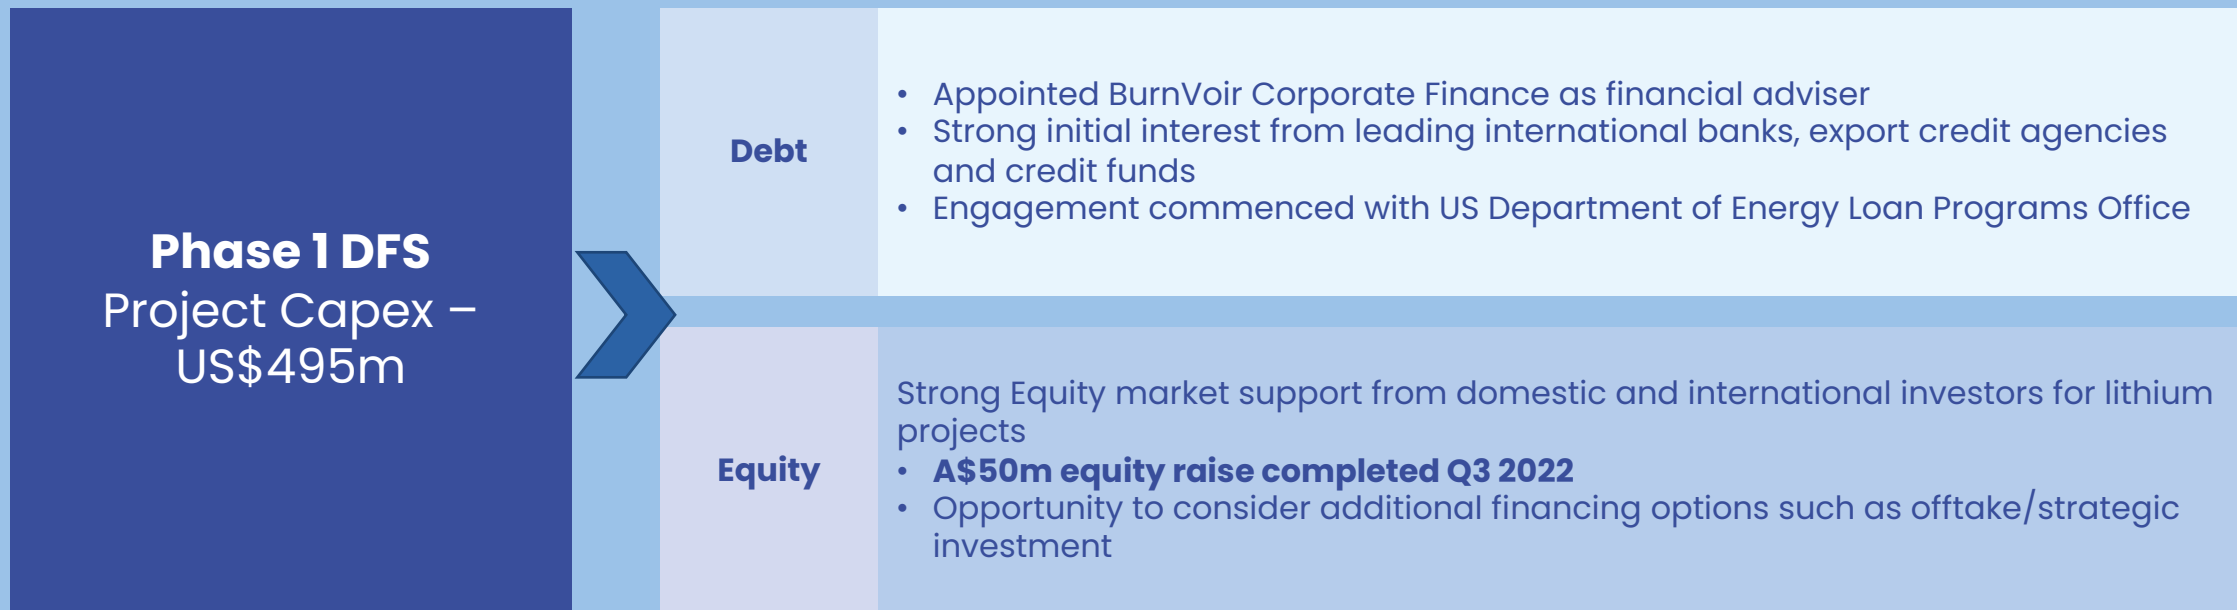 Phase 1 DFS
Project Capex –
US$495m
Debt
• Appointed BurnVoir Corporate Finance as financial adviser
• Strong initial interest from leading international banks, export credit agencies
and credit funds
• Engagement commenced with US Department of Energy Loan Programs Office
Equity
Strong Equity market support from domestic and international investors for lithium
projects
• A$50m equity raise completed Q3 2022
• Opportunity to consider additional financing options such as offtake/strategic
investment